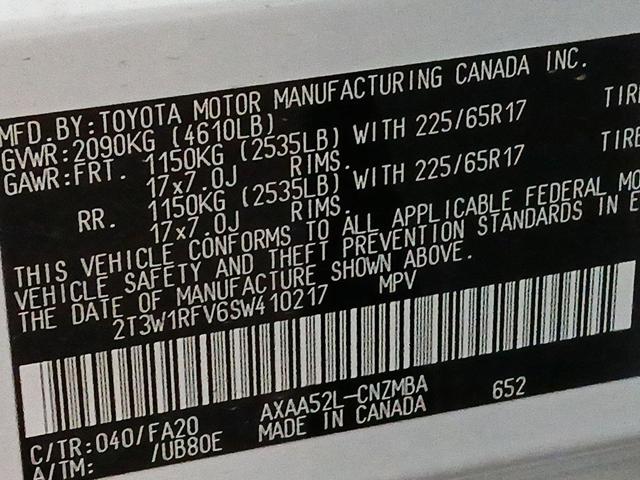 MFD.BY:TOYOTA MOTOR MANUFACTURING CANADA INC.
GVWR:2090KG (4610LB)
GAWR:FRT. 1150KG (2535LB) WITH 225/65R17 TIRE
17x7.0J RIMS.
RR. 1150KG (2535LB) WITH 225/65R17 TIRE
17x7.0J RIMS.
THIS VEHICLE CONFORMS TO ALL APPLICABLE FEDERAL MO
VEHICLE SAFETY AND THEFT PREVENTION STANDARDS IN E
THE DATE OF MANUFACTURE SHOWN ABOVE.
2T3W1RFV6SW410217 MPV
C/TR:040/FA20 AXAA52L-CNZMBA 652
A/TM: /UB80E MADE IN CANADA